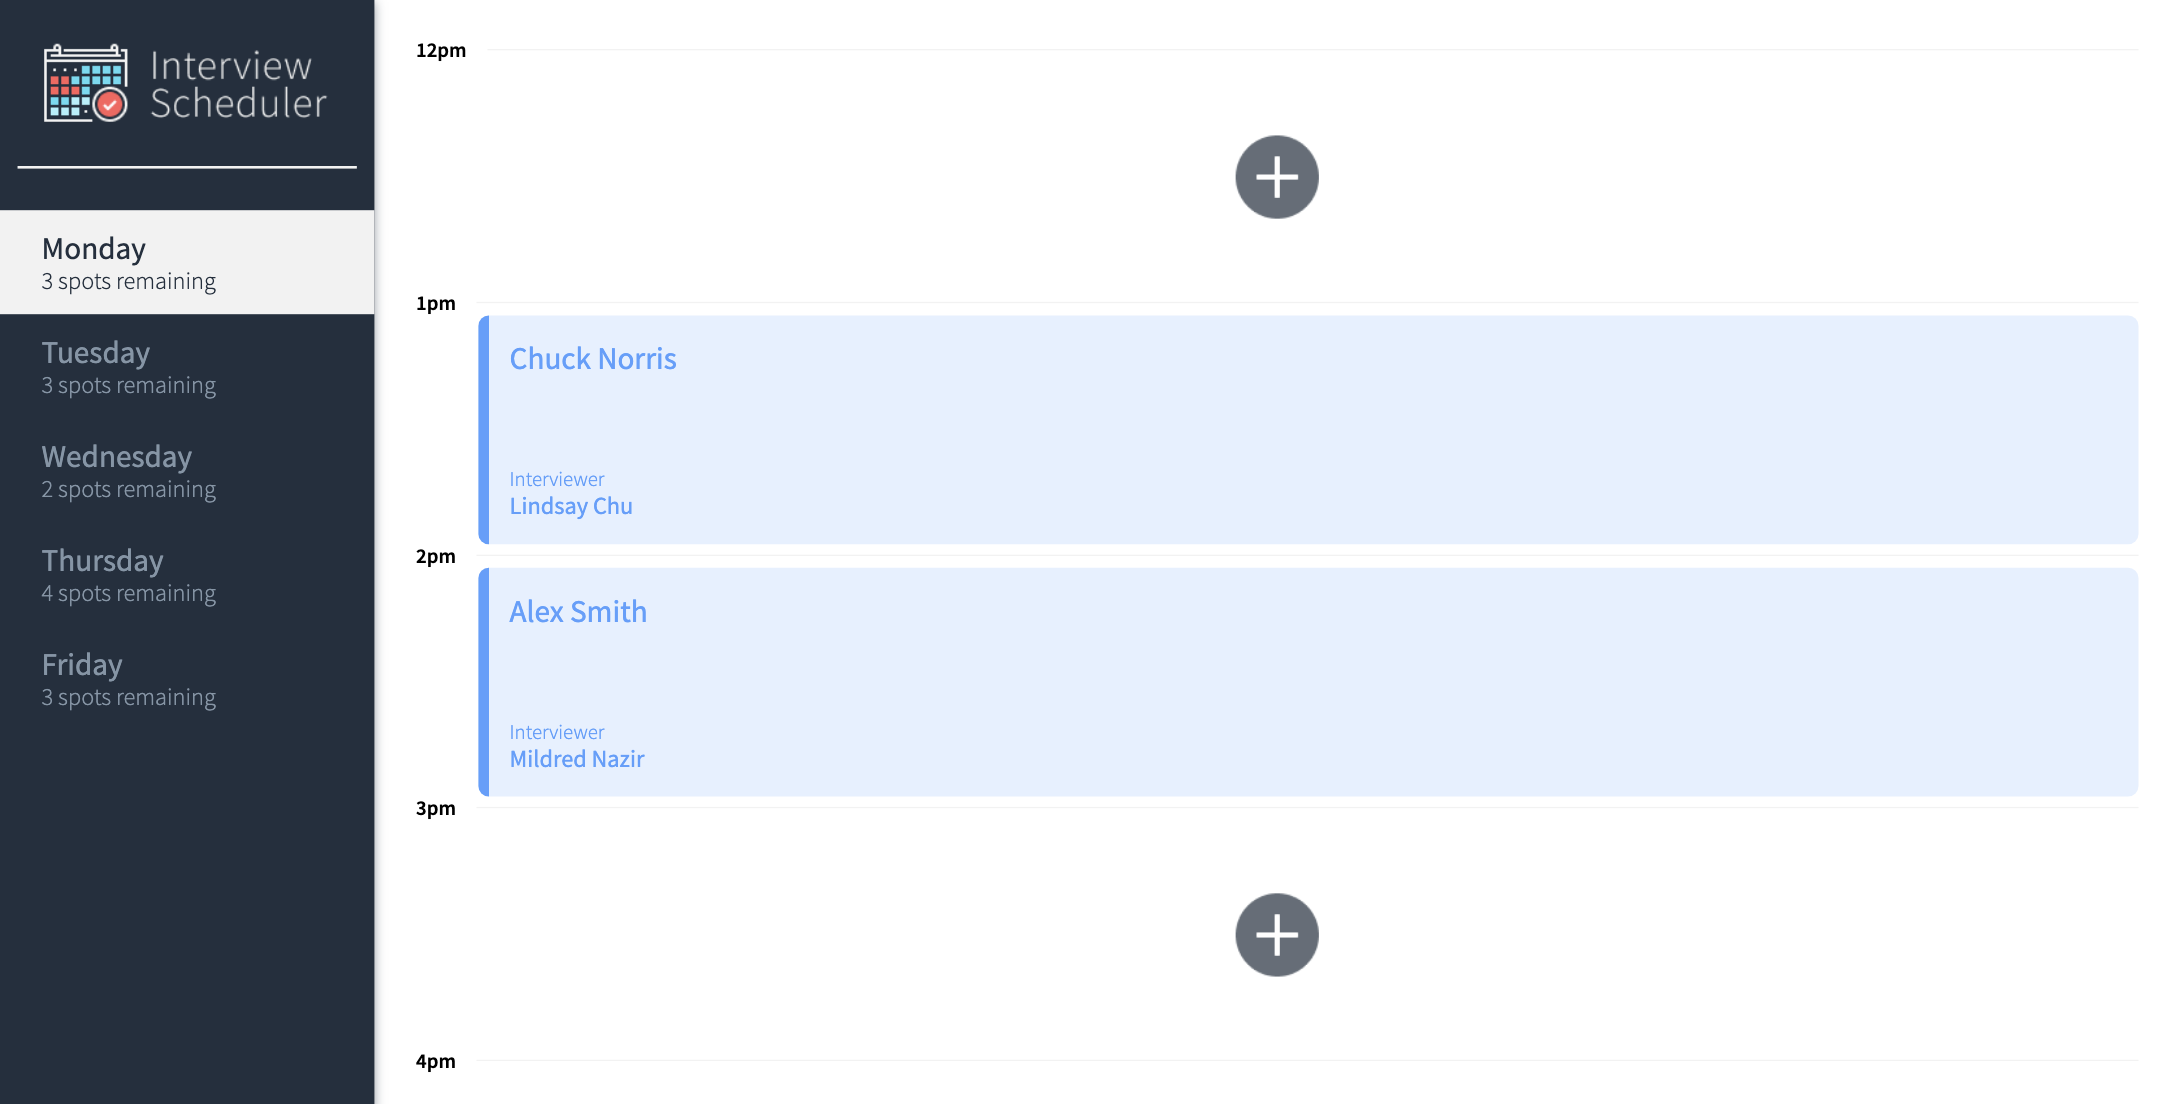 Interview
Scheduler
Monday
3 spots remaining
Tuesday
3 spots remaining
Wednesday
2 spots remaining
Thursday
4 spots remaining
Friday
3 spots remaining
12pm
1pm
Chuck Norris
Interviewer
Lindsay Chu
2pm
Alex Smith
Interviewer
Mildred Nazir
3pm
4pm